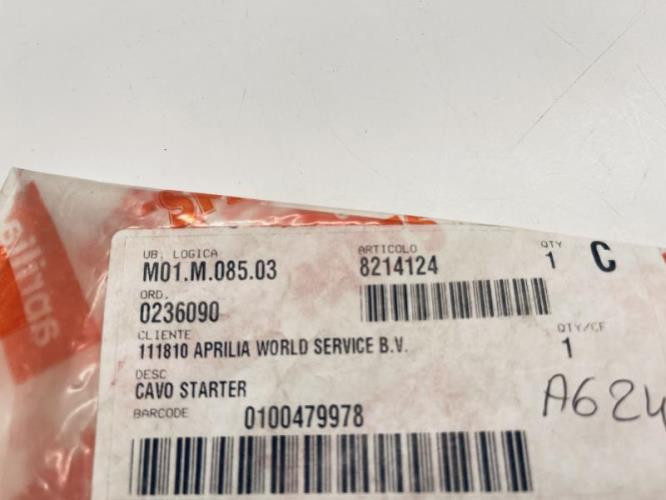 UB. LOGICA ARTICOLO QTY
M01.M.085.03 8214124 1 C
ORD.
0236090
CLIENTE QTY/CF
111810 APRILIA WORLD SERVICE B.V. 1
DESC
CAVO STARTER
BARCODE 0100479978
A624